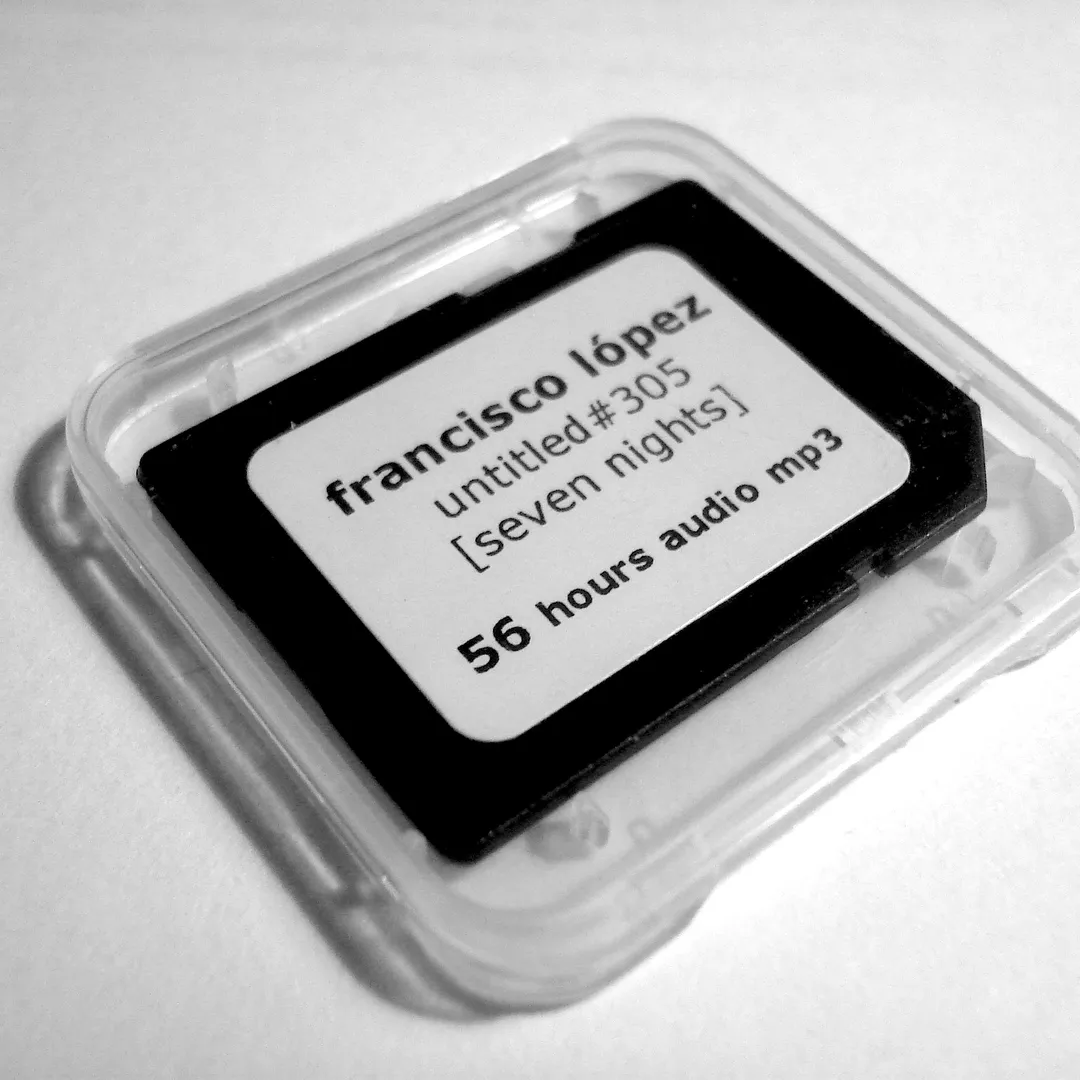 francisco lópez
untitled#305
[seven nights]
56 hours audio mp3